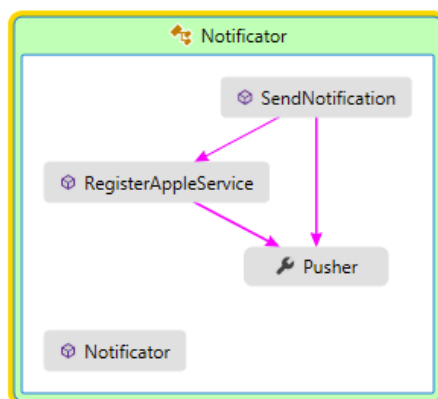 Notificator
SendNotification
RegisterAppleService
Pusher
Notificator